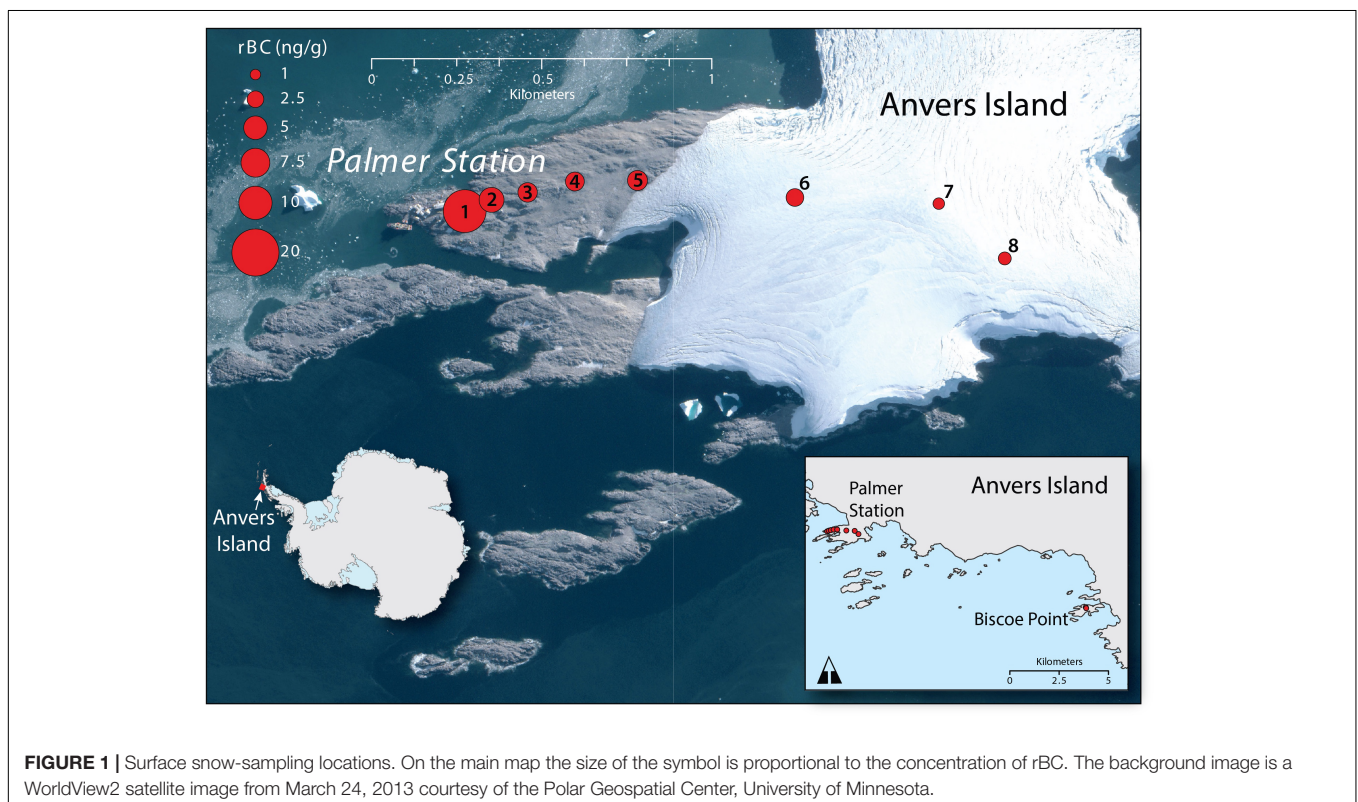 rBC (ng/g)
1
2.5
5
7.5
10
20
0 0.25 0.5 1
Kilometers
Anvers Island
Palmer Station
1 2 3 4 5 6 7 8
Anvers
Island
Palmer
Station
Anvers Island
Biscoe Point
Kilometers
0 2.5 5
FIGURE 1 | Surface snow-sampling locations. On the main map the size of the symbol is proportional to the concentration of rBC. The background image is a
WorldView2 satellite image from March 24, 2013 courtesy of the Polar Geospatial Center, University of Minnesota.